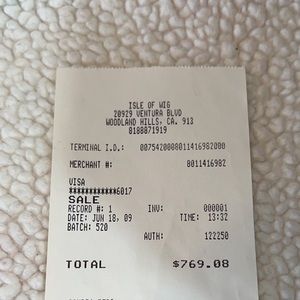 ISLE OF WIG
20929 VENTURA BLVD
WOODLAND HILLS, CA. 913
8188871919
TERMINAL I.D.: 0075420008011416982000
MERCHANT #: 8011416982
VISA
************6017
SALE
RECORD #: 1 INV: 000001
DATE: JUN 18, 09 TIME: 13:32
BATCH: 520
AUTH: 122250
TOTAL $769.08